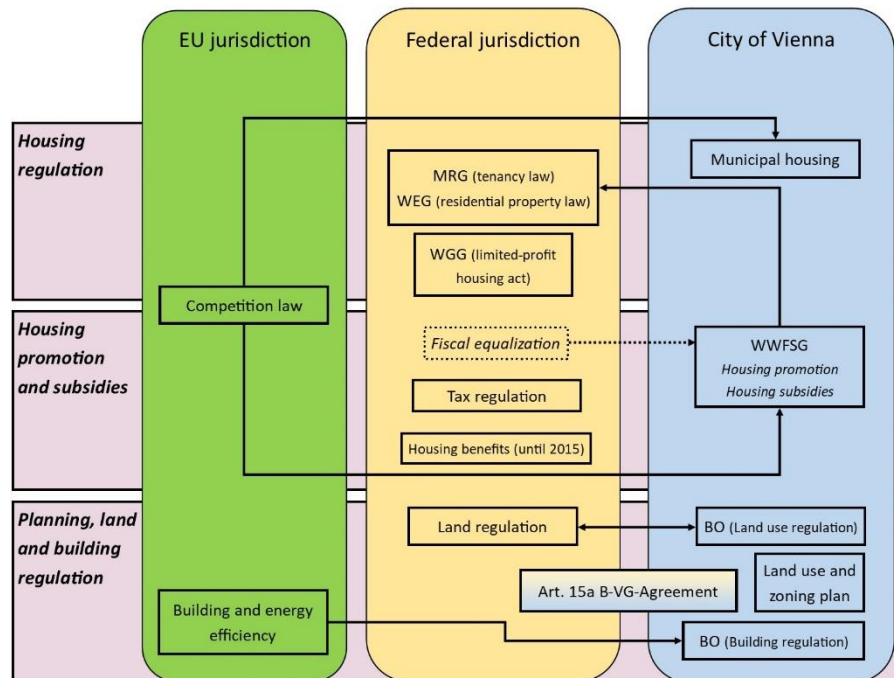 EU jurisdiction
Federal jurisdiction
City of Vienna
Housing
regulation
MRG (tenancy law)
WEG (residential property law)
WGG (limited-profit
housing act)
Municipal housing
Competition law
Housing
promotion
and subsidies
Fiscal equalization
Tax regulation
Housing benefits (until 2015)
WWFSG
Housing promotion
Housing subsidies
Planning, land
and building
regulation
Land regulation
BO (Land use regulation)
Art. 15a B-VG-Agreement
Land use and
zoning plan
Building and energy
efficiency
BO (Building regulation)